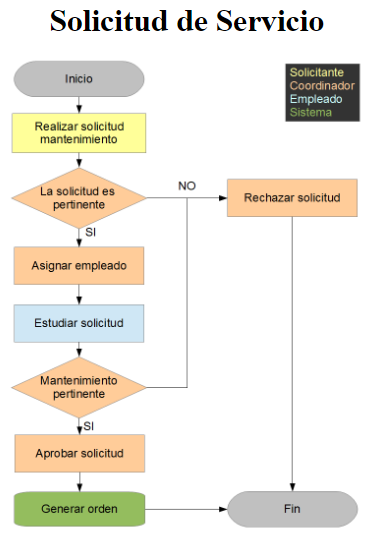 Solicitud de Servicio
Inicio
Solicitante
Coordinador
Empleado
Sistema
Realizar solicitud
mantenimiento
La solicitud es
pertinente
NO
Rechazar solicitud
SI
Asignar empleado
Estudiar solicitud
Mantenimiento
pertinente
SI
Aprobar solicitud
Generar orden
Fin